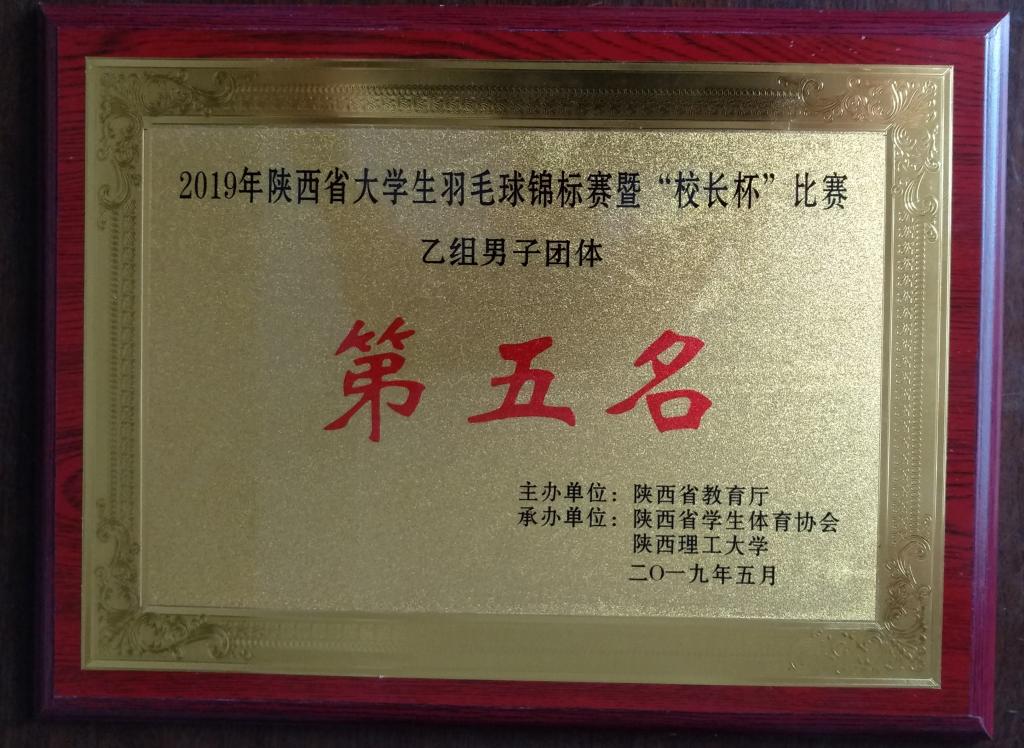 2019年陕西省大学生羽毛球锦标赛暨“校长杯”比赛
乙组男子团体
第五名
主办单位：陕西省教育厅
承办单位：陕西省学生体育协会
陕西理工大学
二〇一九年五月